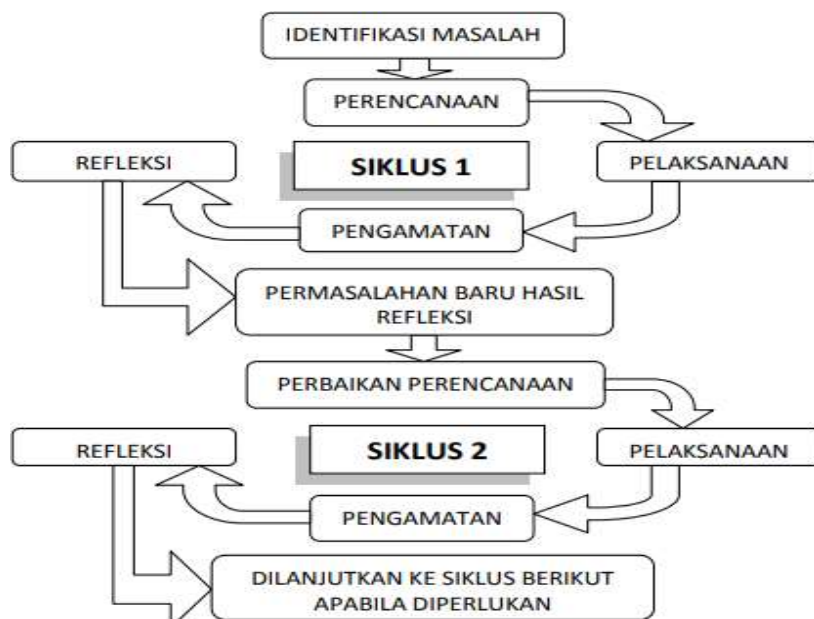 IDENTIFIKASI MASALAH
PERENCANAAN
REFLEKSI
SIKLUS 1
PELAKSANAAN
PENGAMATAN
PERMASALAHAN BARU HASIL
REFLEKSI
PERBAIKAN PERENCANAAN
REFLEKSI
SIKLUS 2
PELAKSANAAN
PENGAMATAN
DILANJUTKAN KE SIKLUS BERIKUT
APABILA DIPERLUKAN